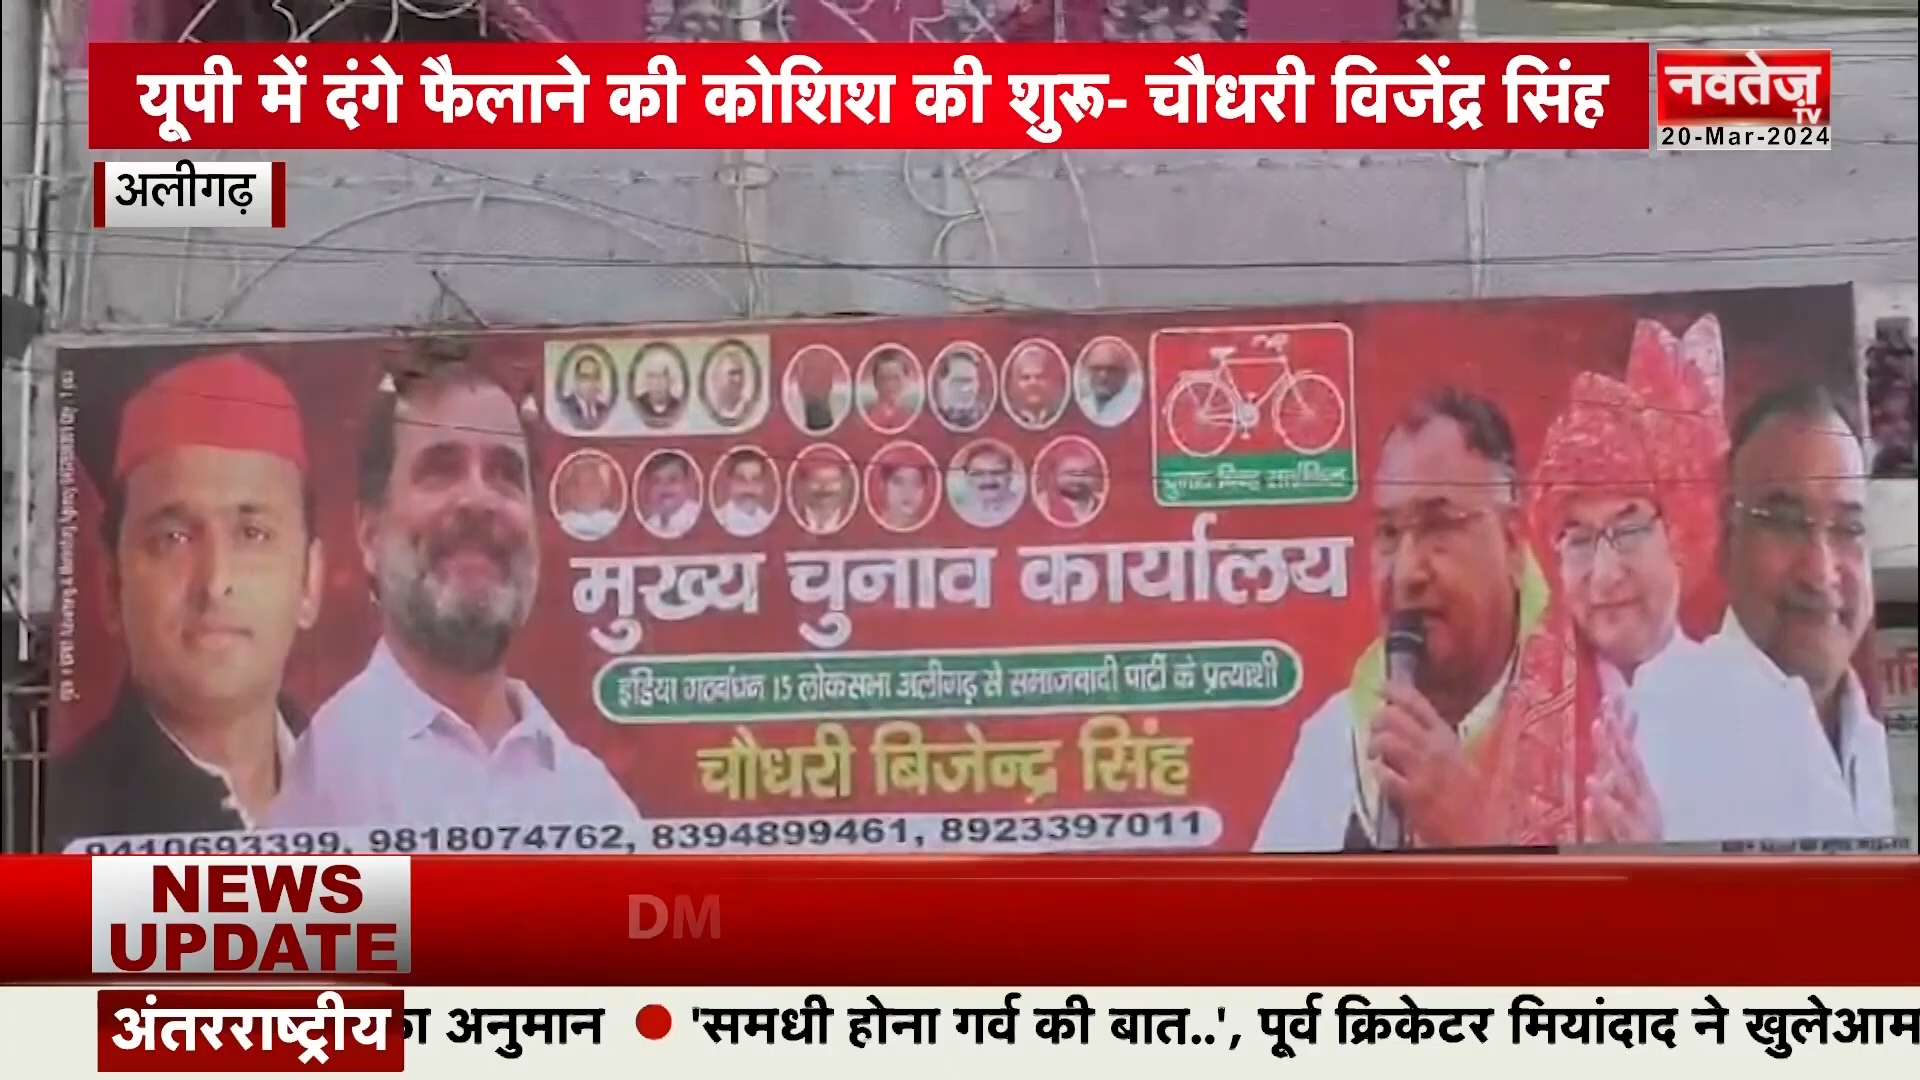 यूपी में दंगे फैलाने की कोशिश की शुरू- चौधरी विजेंद्र सिंह
नवतेज़ TV
20-Mar-2024
अलीगढ़
मुख्य चुनाव कार्यालय
इंडिया गठबंधन 15 लोकसभा अलीगढ़ से समाजवादी पार्टी के प्रत्याशी
चौधरी बिजेन्द्र सिंह
9410693399, 9818074762, 8394899461, 8923397011
NEWS
UPDATE
DM
अंतरराष्ट्रीय
अनुमान ● 'समधी होना गर्व की बात..', पूर्व क्रिकेटर मियांदाद ने खुलेआम